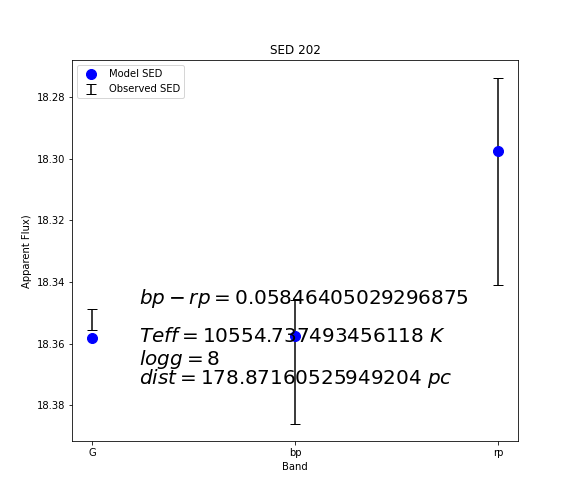 SED 202
Model SED
Observed SED
18.28
18.30
18.32
18.34
18.36
18.38
Apparent Flux)
bp − rp = 0.05846405029296875
Teff = 10554.737493456118 K
logg = 8
dist = 178.87160525949204 pc
G
bp
rp
Band